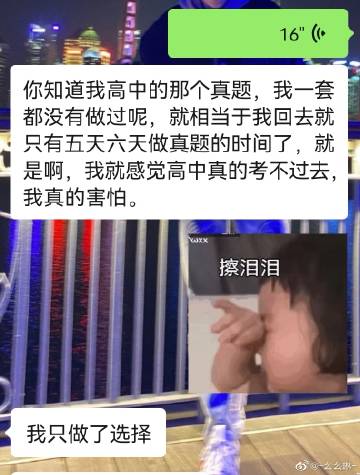 16"
你知道我高中的那个真题，我一套
都没有做过呢，就相当于我回去就
只有五天六天做真题的时间了，就
是啊，我就感觉高中真的考不过去，
我真的害怕。
擦泪泪
我只做了选择